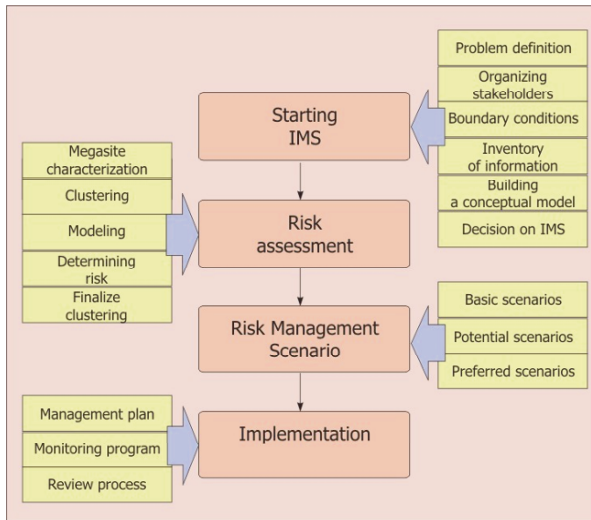 Problem definition
Organizing
stakeholders
Starting
IMS
Boundary conditions
Inventory
of information
Building
a conceptual model
Decision on IMS
Megasite
characterization
Clustering
Modeling
Determining
risk
Finalize
clustering
Risk
assessment
Risk Management
Scenario
Basic scenarios
Potential scenarios
Preferred scenarios
Management plan
Monitoring program
Review process
Implementation